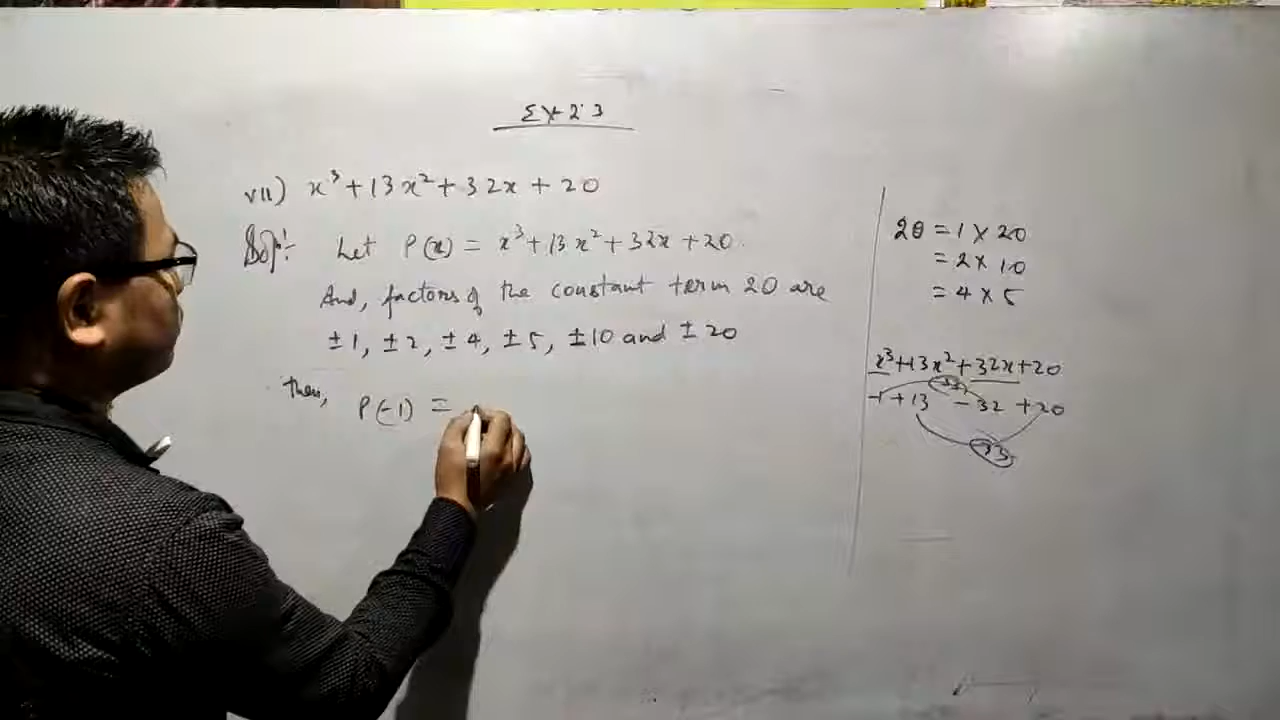 Ex 2.3
vii) x³ + 13x² + 32x + 20
Solⁿ: Let P(x) = x³ + 13x² + 32x + 20.
And, factors of the constant term 20 are
±1, ±2, ±4, ±5, ±10 and ±20
then, P(-1) =
20 = 1 × 20
= 2 × 10
= 4 × 5
x³+13x²+32x+20
-1 +13 -32 +20
-33
33